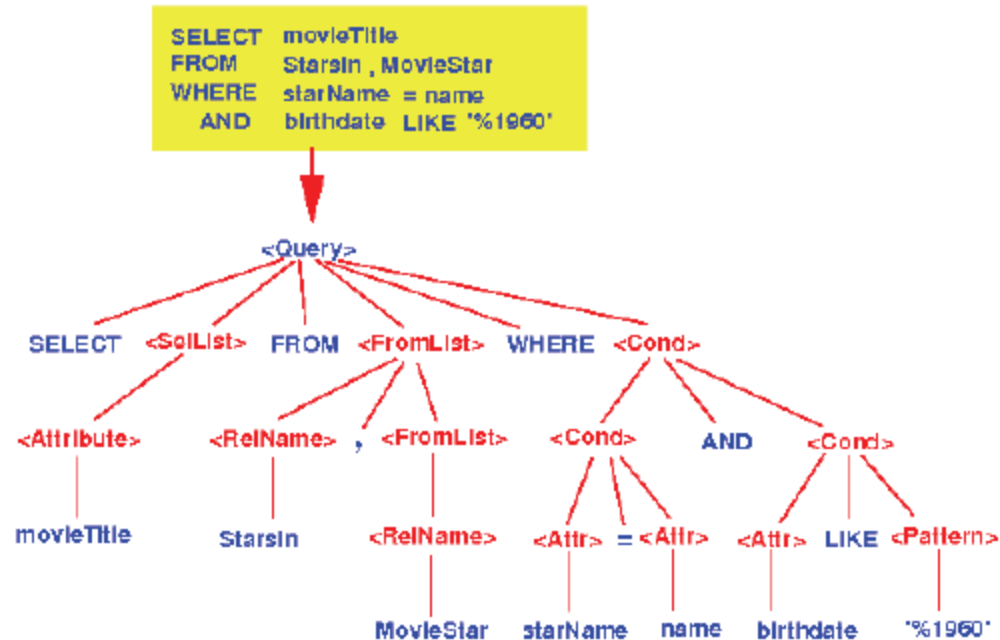 SELECT movieTitle
FROM StarsIn , MovieStar
WHERE starName = name
AND birthdate LIKE '%1960'
<Query>
SELECT <SelList> FROM <FromList> WHERE <Cond>
<Attribute> <RelName> , <FromList> <Cond> AND <Cond>
movieTitle StarsIn <RelName> <Attr> = <Attr> <Attr> LIKE <Pattern>
MovieStar starName name birthdate '%1960'